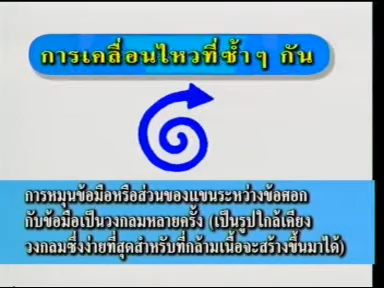 การเคลื่อนไหวที่ซ้ำๆ กัน
การหมุนข้อมือหรือส่วนของแขนระหว่างข้อศอก
กับข้อมือเป็นวงกลมหลายครั้ง (เป็นรูปใกล้เคียง
วงกลมซึ่งง่ายที่สุดสำหรับที่กล้ามเนื้อจะสร้างขึ้นมาได้)